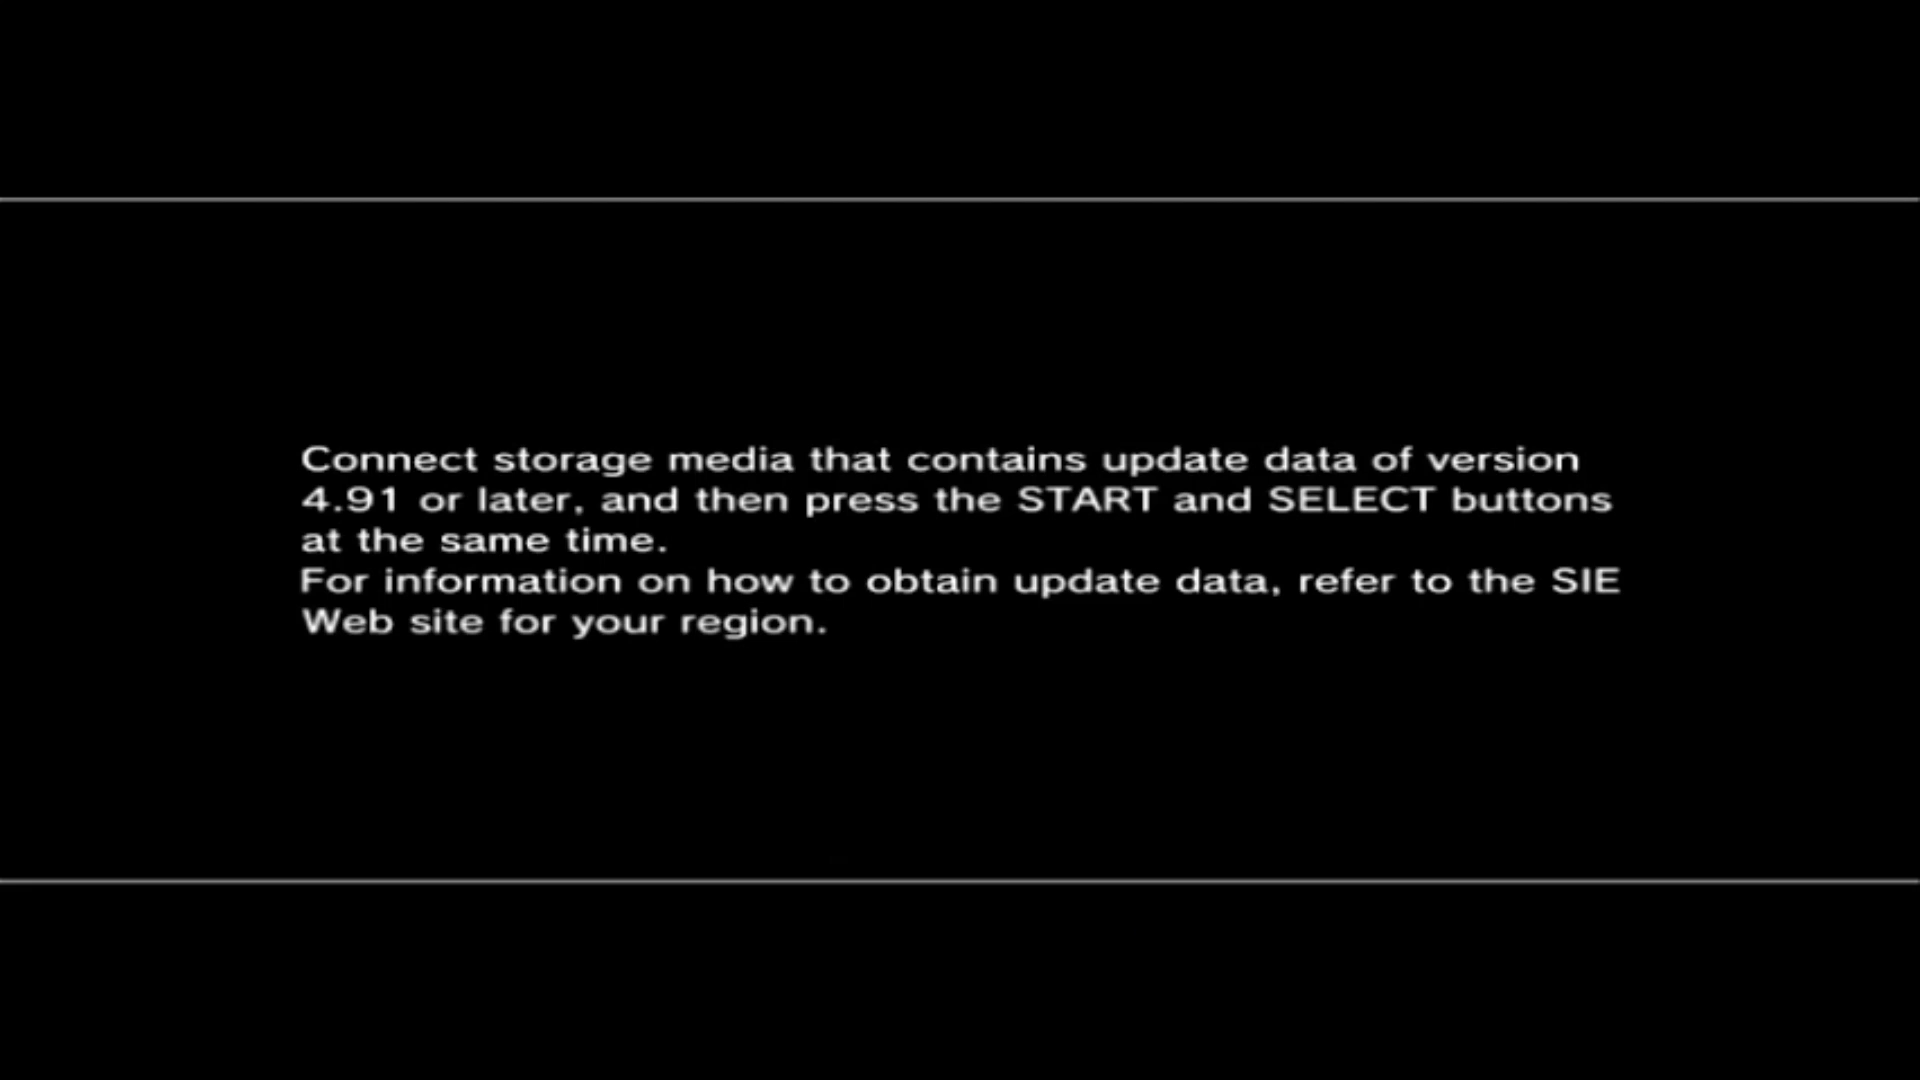 Connect storage media that contains update data of version
4.91 or later, and then press the START and SELECT buttons
at the same time.
For information on how to obtain update data, refer to the SIE
Web site for your region.